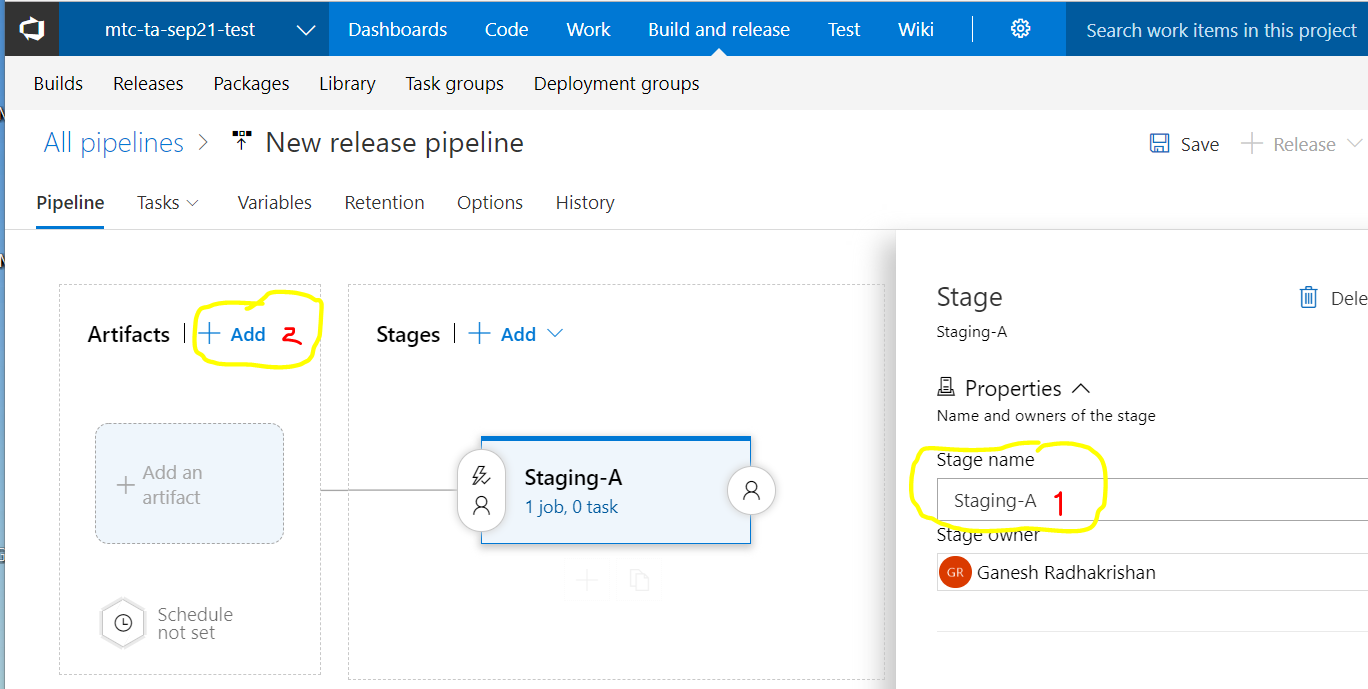 mtc-ta-sep21-test
Dashboards Code Work Build and release Test Wiki
Search work items in this project
Builds Releases Packages Library Task groups Deployment groups
All pipelines > New release pipeline
Save + Release
Pipeline Tasks Variables Retention Options History
Artifacts | + Add 2
Stages | + Add
+ Add an
artifact
Schedule
not set
Staging-A
1 job, 0 task
Stage
Dele
Staging-A
Properties
Name and owners of the stage
Stage name
Staging-A 1
Stage owner
GR Ganesh Radhakrishan